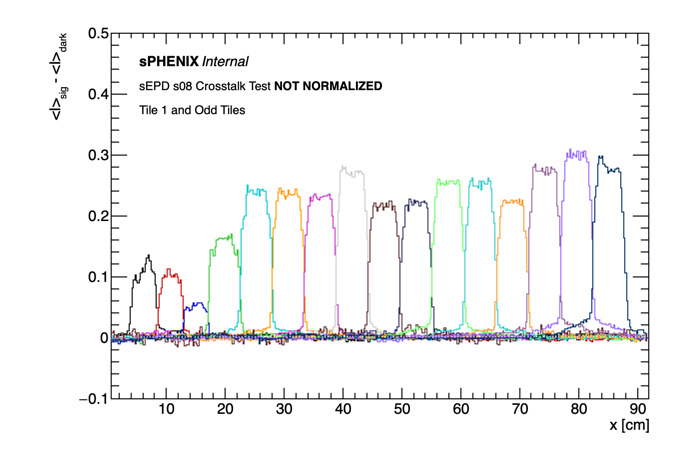 0.5
0.4
0.3
0.2
0.1
0
−0.1
<I>sig - <I>dark
sPHENIX Internal
sEPD s08 Crosstalk Test NOT NORMALIZED
Tile 1 and Odd Tiles
10 20 30 40 50 60 70 80 90
x [cm]